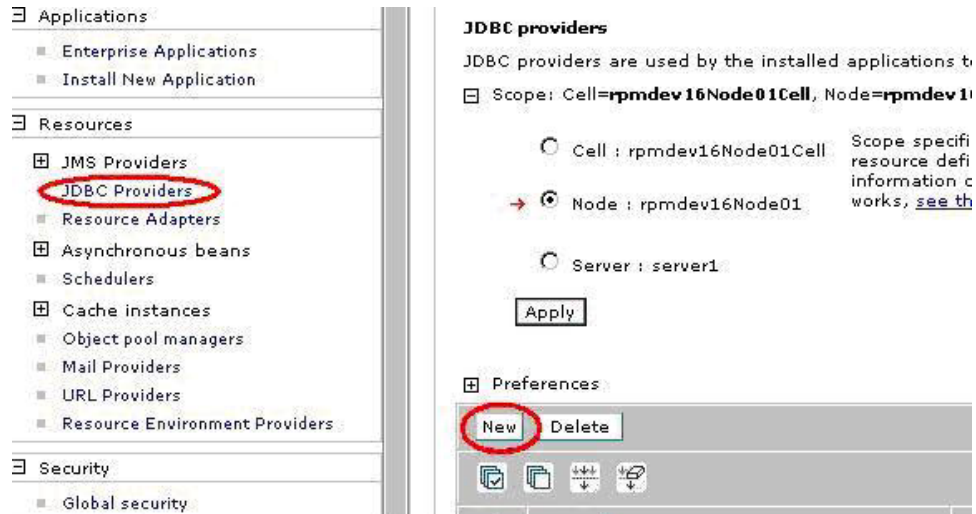 Applications
Enterprise Applications
Install New Application
Resources
JMS Providers
JDBC Providers
Resource Adapters
Asynchronous beans
Schedulers
Cache instances
Object pool managers
Mail Providers
URL Providers
Resource Environment Providers
Security
Global security
JDBC providers
JDBC providers are used by the installed applications t
Scope: Cell=rpmdev16Node01Cell, Node=rpmdev1
Cell : rpmdev16Node01Cell
Node : rpmdev16Node01
Server : server1
Scope specifi
resource defi
information
works, see th
Apply
Preferences
New Delete